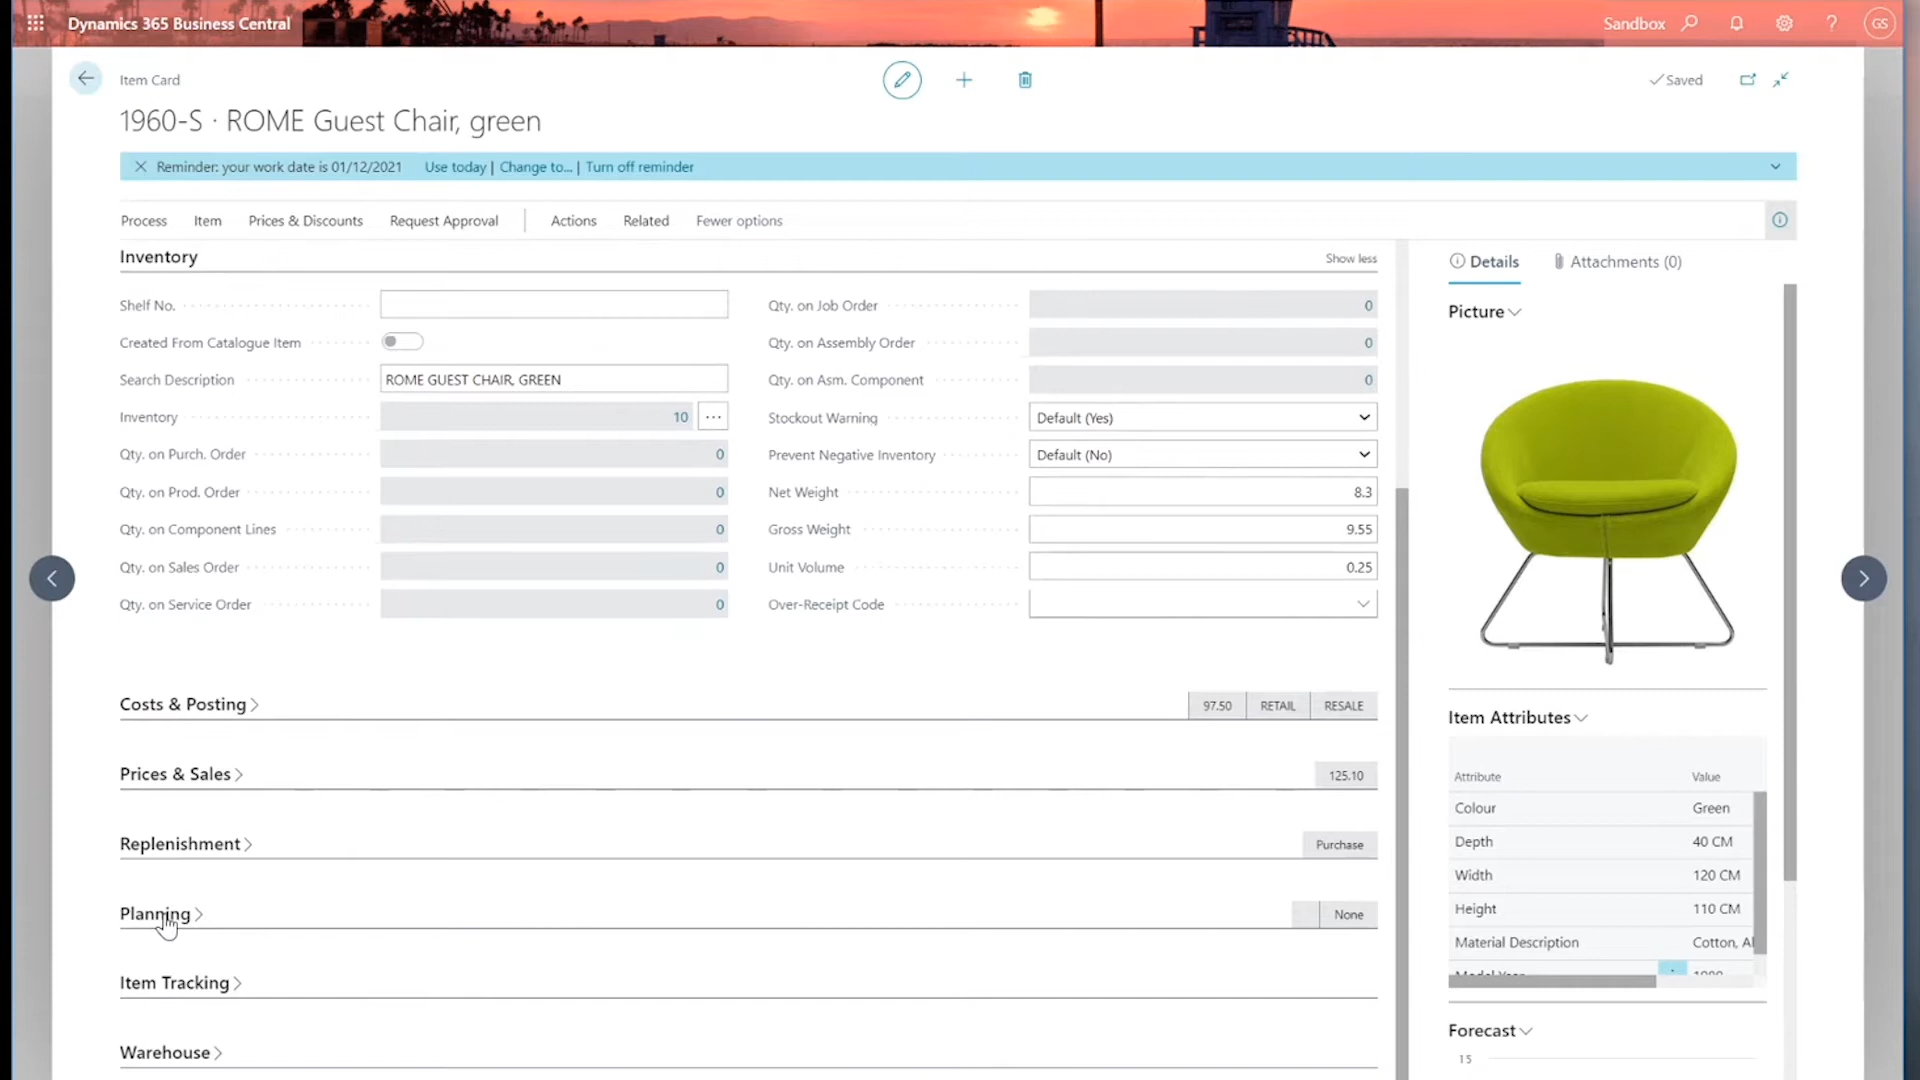 Dynamics 365 Business Central
Sandbox
?
GS
Item Card
Saved
1960-S · ROME Guest Chair, green
Reminder: your work date is 01/12/2021 Use today | Change to... | Turn off reminder
Process Item Prices & Discounts Request Approval Actions Related Fewer options
Inventory
Show less
Shelf No.
Created From Catalogue Item
Search Description ROME GUEST CHAIR, GREEN
Inventory 10 ...
Qty. on Purch. Order 0
Qty. on Prod. Order 0
Qty. on Component Lines 0
Qty. on Sales Order 0
Qty. on Service Order 0
Qty. on Job Order 0
Qty. on Assembly Order 0
Qty. on Asm. Component 0
Stockout Warning Default (Yes)
Prevent Negative Inventory Default (No)
Net Weight 8.3
Gross Weight 9.55
Unit Volume 0.25
Over-Receipt Code
Costs & Posting 97.50 RETAIL RESALE
Prices & Sales 125.10
Replenishment Purchase
Planning None
Item Tracking
Warehouse
Details Attachments (0)
Picture
Item Attributes
Attribute Value
Colour Green
Depth 40 CM
Width 120 CM
Height 110 CM
Material Description Cotton, Al
Model Year
Forecast
15